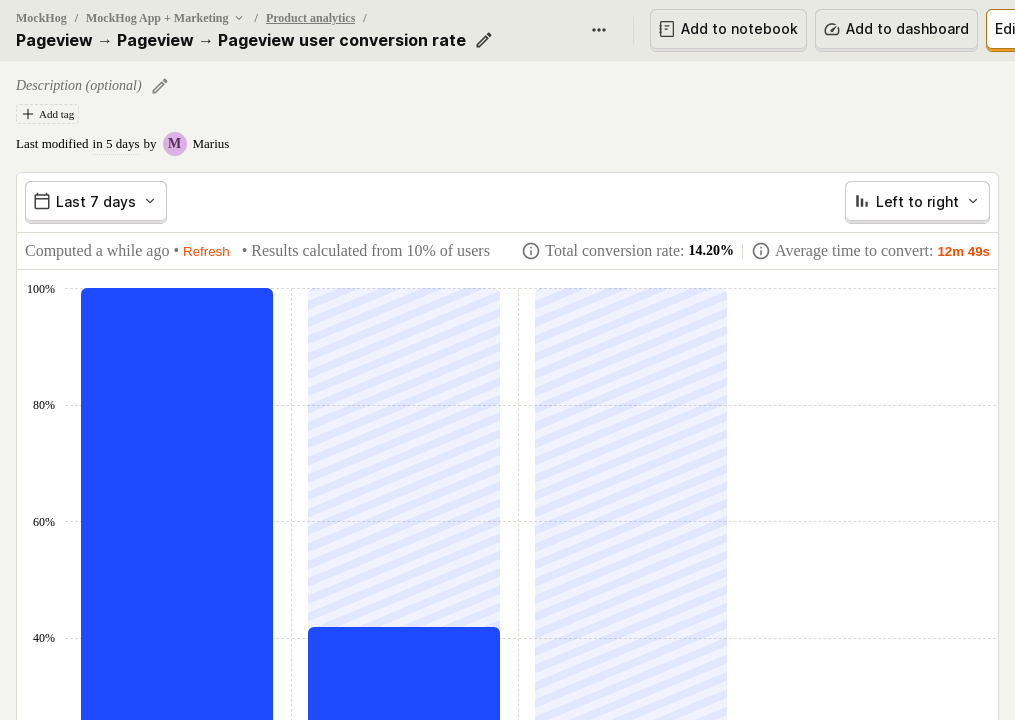 MockHog / MockHog App + Marketing / Product analytics /
Pageview → Pageview → Pageview user conversion rate
Add to notebook
Add to dashboard
Edi
Description (optional)
Add tag
Last modified in 5 days by M Marius
Last 7 days
Left to right
Computed a while ago • Refresh • Results calculated from 10% of users
Total conversion rate: 14.20%
Average time to convert: 12m 49s
100%
80%
60%
40%